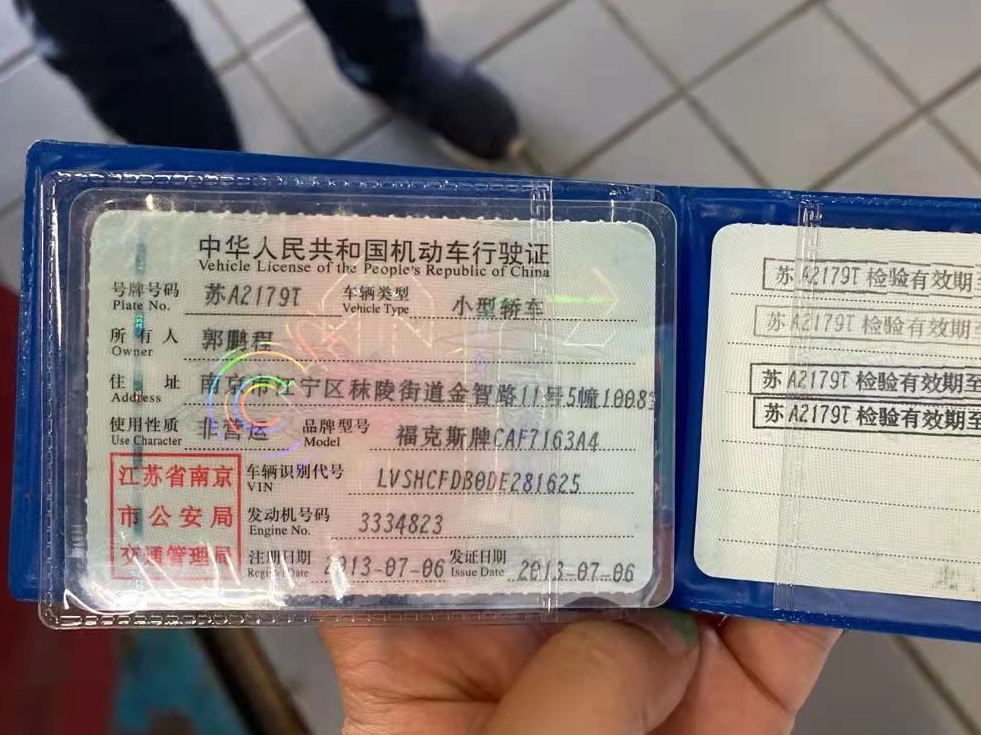 中华人民共和国机动车行驶证
Vehicle License of the People's Republic of China
号牌号码 苏A2179T 车辆类型 小型轿车
Plate No. Vehicle Type
所有人 郭鹏程
Owner
住址 南京市江宁区秣陵街道金智路11号5幢1008
Address
使用性质 非营运 品牌型号 福克斯牌CAF7163A4
Use Character Model
江苏省南京
市公安局
交通管理局
车辆识别代号 LVSHCFDB0DE281625
VIN
发动机号码 3334823
Engine No.
注册日期 2013-07-06 发证日期 2013-07-06
Register Date Issue Date
苏A2179T检验有效期至
苏A2179T检验有效期至
苏A2179T检验有效期至
苏A2179T检验有效期至